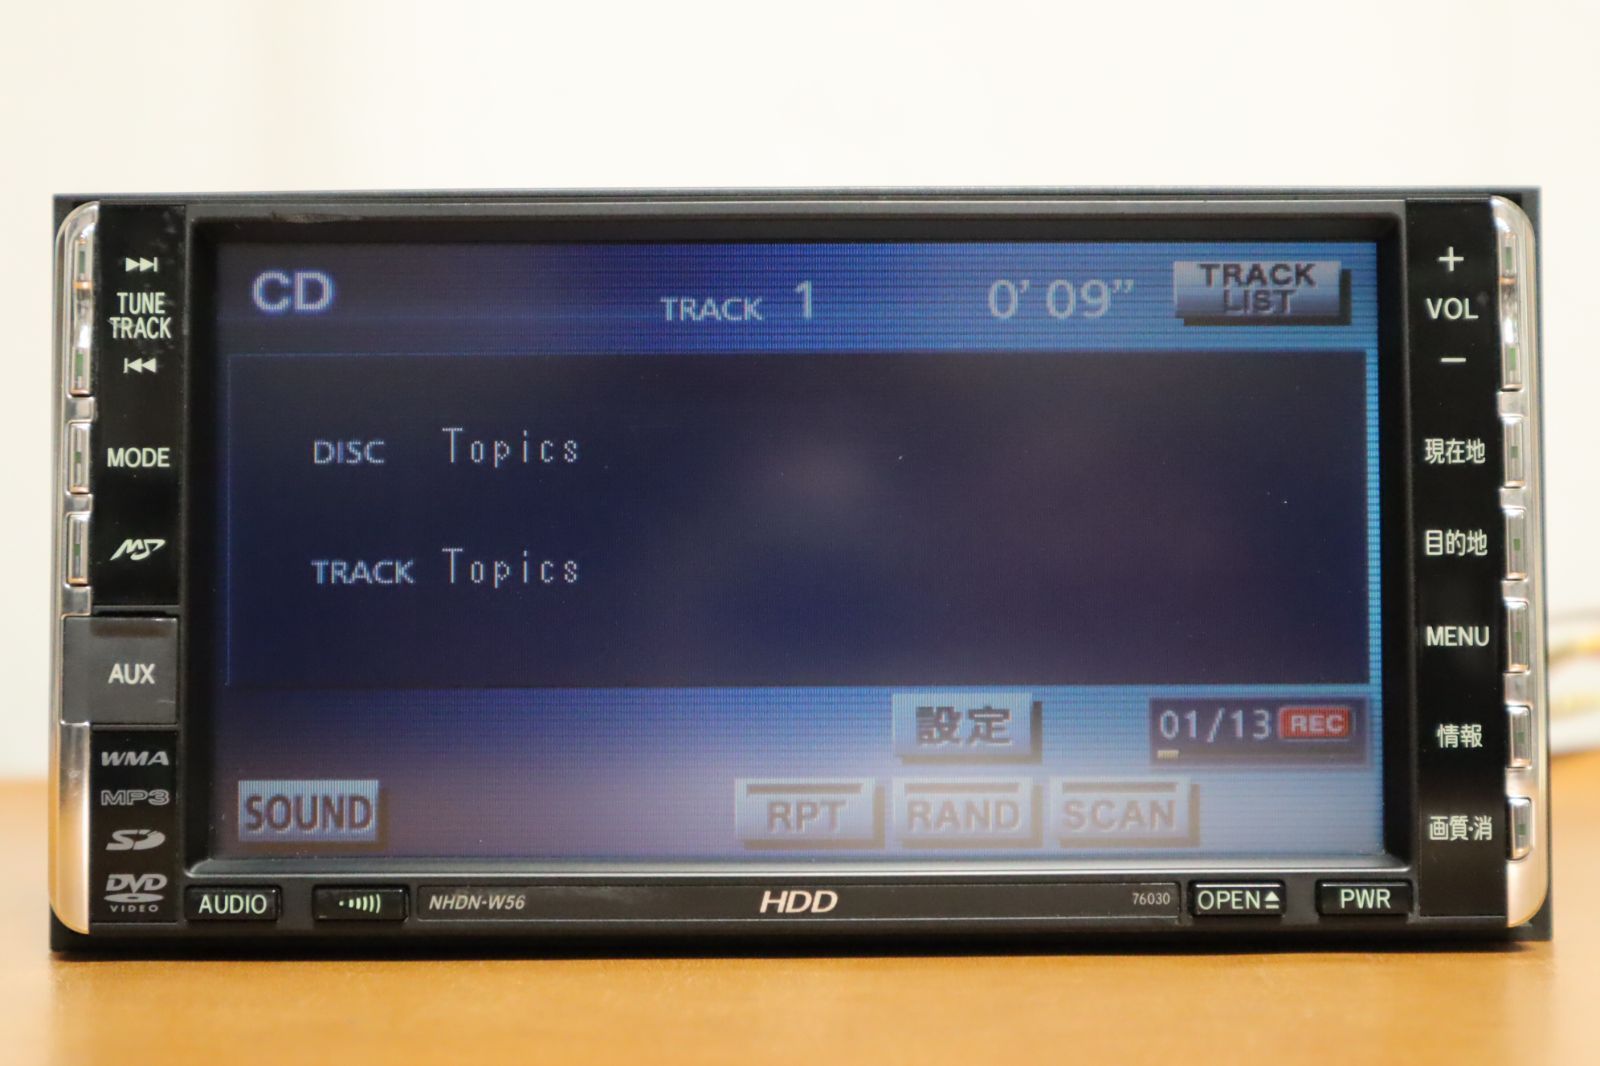 TUNE
TRACK
MODE
MS
AUX
WMA
MP3
SD
DVD
VIDEO
CD
TRACK 1
0' 09”
TRACK
LIST
DISC Topics
TRACK Topics
設定
01/13 REC
SOUND
RPT
RAND
SCAN
+
VOL
−
現在地
目的地
MENU
情報
画質・消
AUDIO
NHDN-W56
HDD
76030
OPEN
PWR